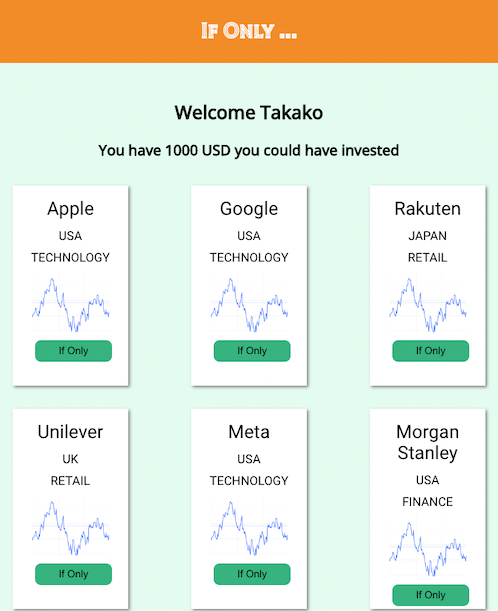 If Only ...
Welcome Takako
You have 1000 USD you could have invested
Apple
USA
TECHNOLOGY
If Only
Google
USA
TECHNOLOGY
If Only
Rakuten
JAPAN
RETAIL
If Only
Unilever
UK
RETAIL
If Only
Meta
USA
TECHNOLOGY
If Only
Morgan
Stanley
USA
FINANCE
If Only